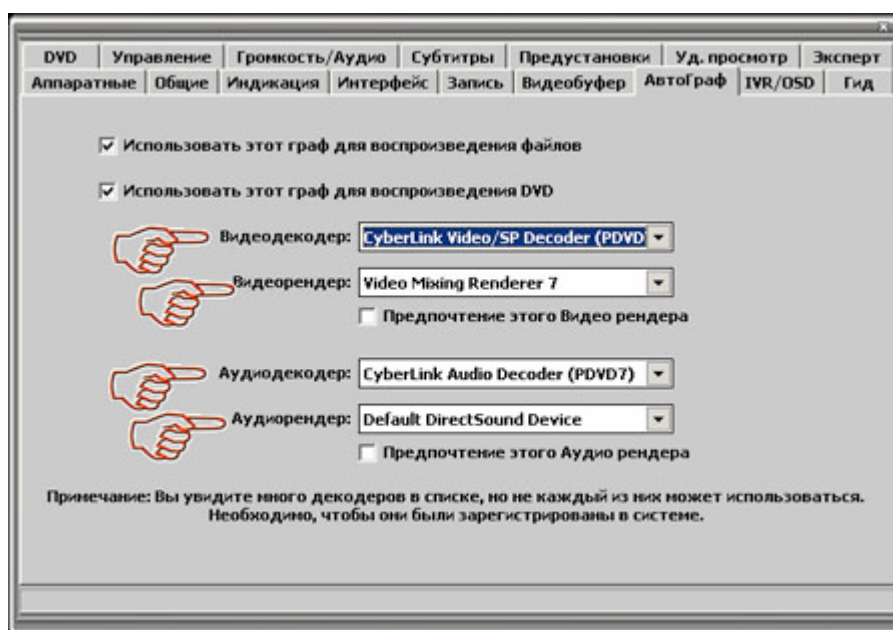 DVD Управление Громкость/Аудио Субтитры Предустановки Уд. просмотр Эксперт
Аппаратные Общие Индикация Интерфейс Запись Видеобуфер АвтоГраф IVR/OSD Гид
Использовать этот граф для воспроизведения файлов
Использовать этот граф для воспроизведения DVD
Видеодекодер: CyberLink Video/SP Decoder (PDVD
Видеорендер: Video Mixing Renderer 7
Предпочтение этого Видео рендера
Аудиодекодер: CyberLink Audio Decoder (PDVD7)
Аудиорендер: Default DirectSound Device
Предпочтение этого Аудио рендера
Примечание: Вы увидите много декодеров в списке, но не каждый из них может использоваться.
Необходимо, чтобы они были зарегистрированы в системе.